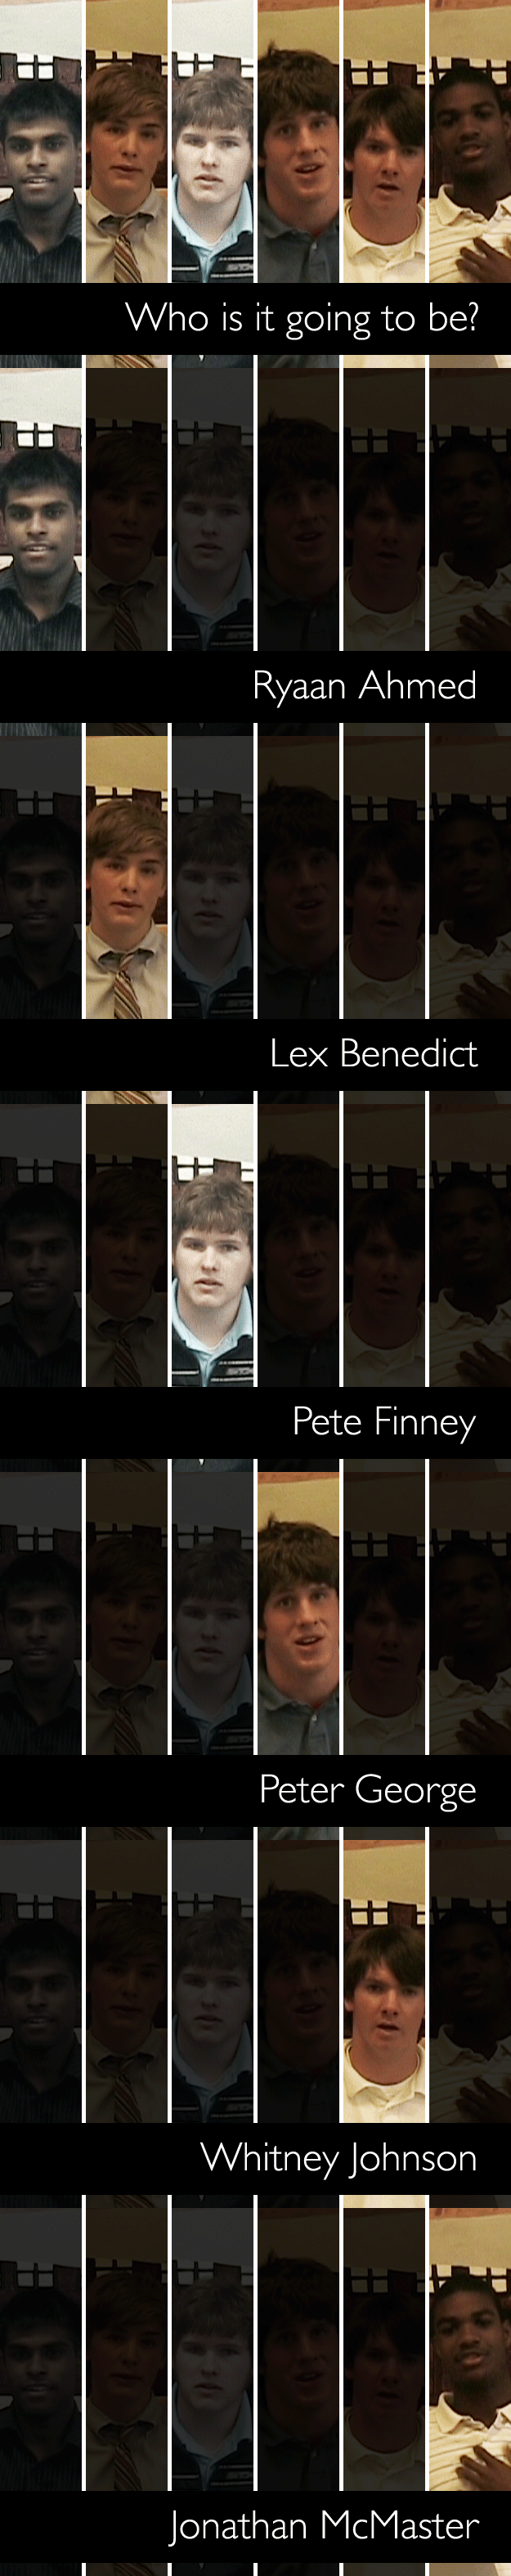 Who is it going to be?
Ryaan Ahmed
Lex Benedict
Pete Finney
Peter George
Whitney Johnson
Jonathan McMaster